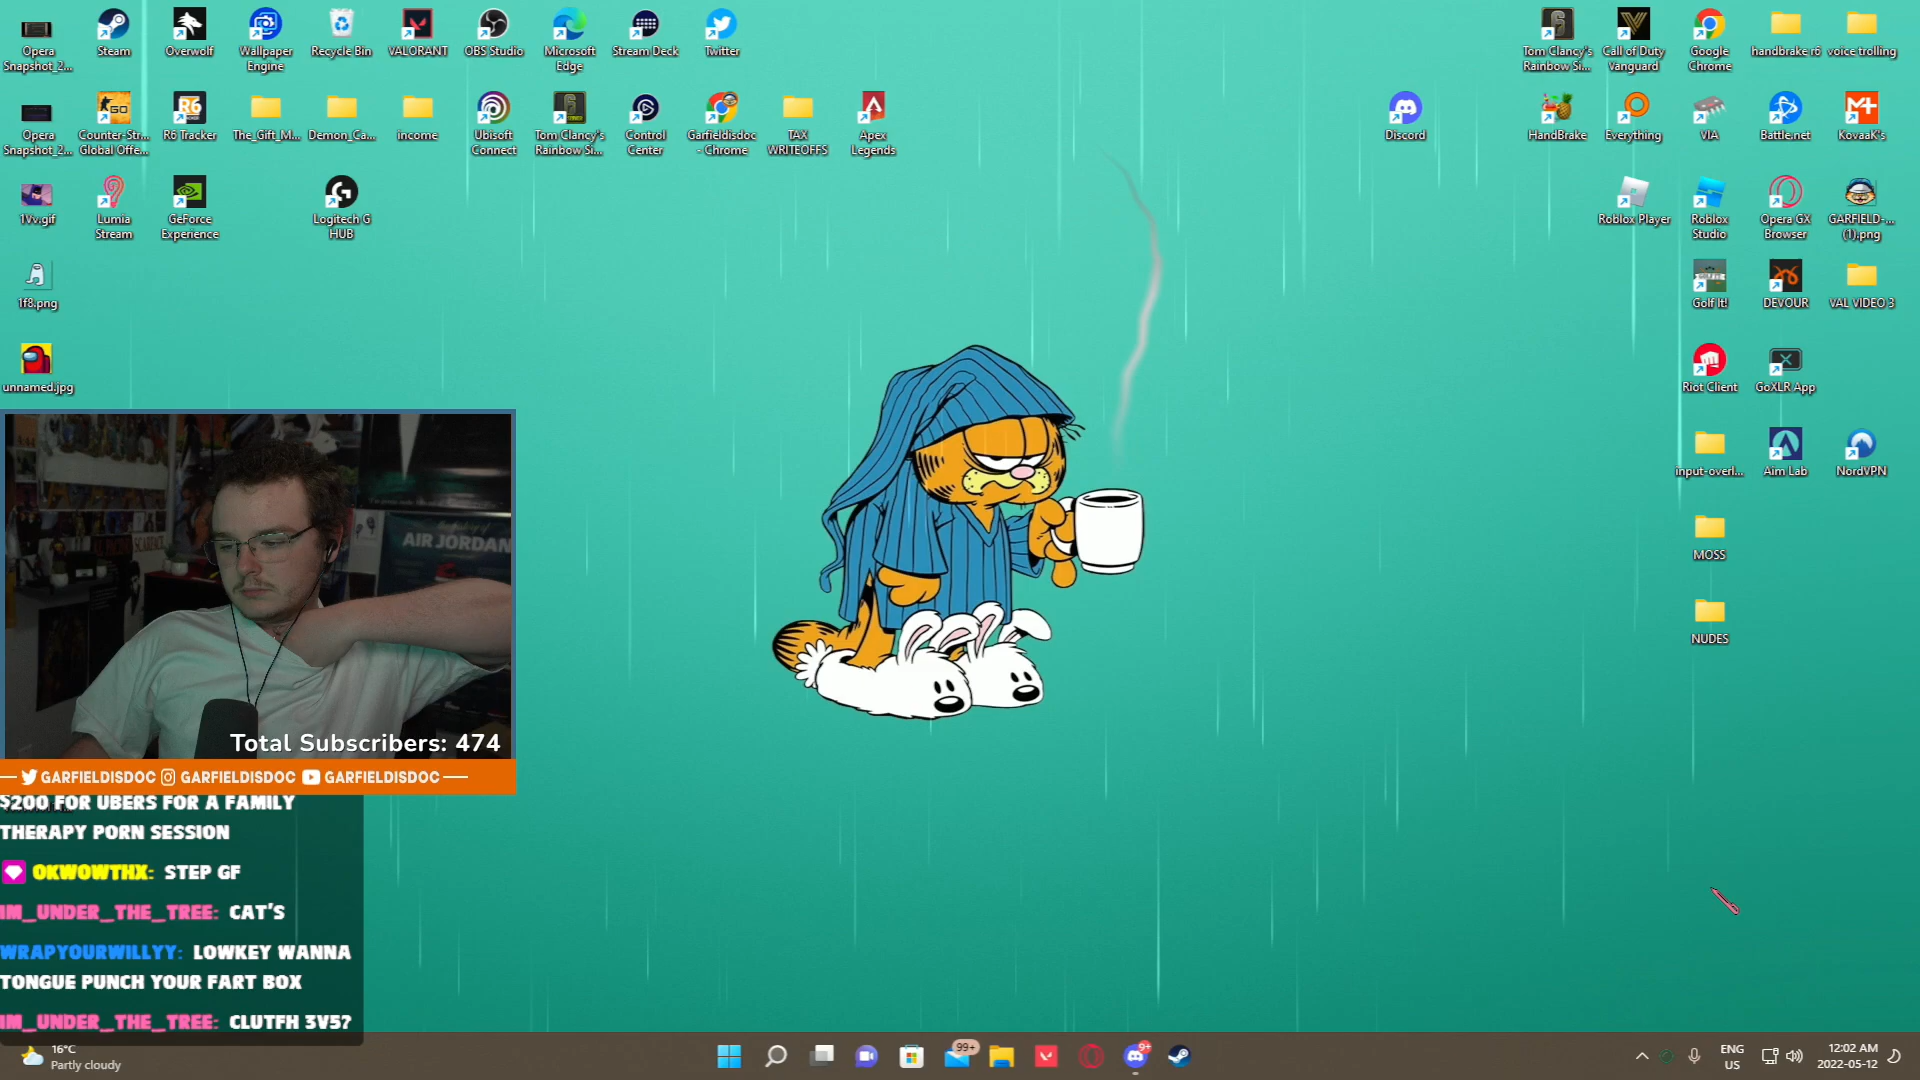 Opera Snapshot_2...
Steam
Overwolf
Wallpaper Engine
Recycle Bin
VALORANT
OBS Studio
Microsoft Edge
Stream Deck
Twitter
Tom Clancy's Rainbow Si...
Call of Duty Vanguard
Google Chrome
handbrake r6
voice trolling
Opera Snapshot_2...
Counter-Str... Global Offe...
R6 Tracker
The_Gift_M...
Demon_Ca...
income
Ubisoft Connect
Tom Clancy's Rainbow Si...
Control Center
Garfieldisdoc - Chrome
TAX WRITEOFFS
Apex Legends
Discord
HandBrake
Everything
VIA
Battle.net
KovaaK's
1Vv.gif
Lumia Stream
GeForce Experience
Logitech G HUB
Roblox Player
Roblox Studio
Opera GX Browser
GARFIELD-... (1).png
1f8.png
Golf It!
DEVOUR
VAL VIDEO 3
unnamed.jpg
Riot Client
GoXLR App
input-overl...
Aim Lab
NordVPN
MOSS
NUDES
AIR JORDAN
Total Subscribers: 474
GARFIELDISDOC GARFIELDISDOC GARFIELDISDOC
$200 FOR UBERS FOR A FAMILY
THERAPY PORN SESSION
OKWOWTHX: STEP GF
IM_UNDER_THE_TREE: CAT'S
WRAPYOURWILLYY: LOWKEY WANNA
TONGUE PUNCH YOUR FART BOX
IM_UNDER_THE_TREE: CLUTFH 3V5?
16°C
Partly cloudy
99+
9+
ENG
US
12:02 AM
2022-05-12